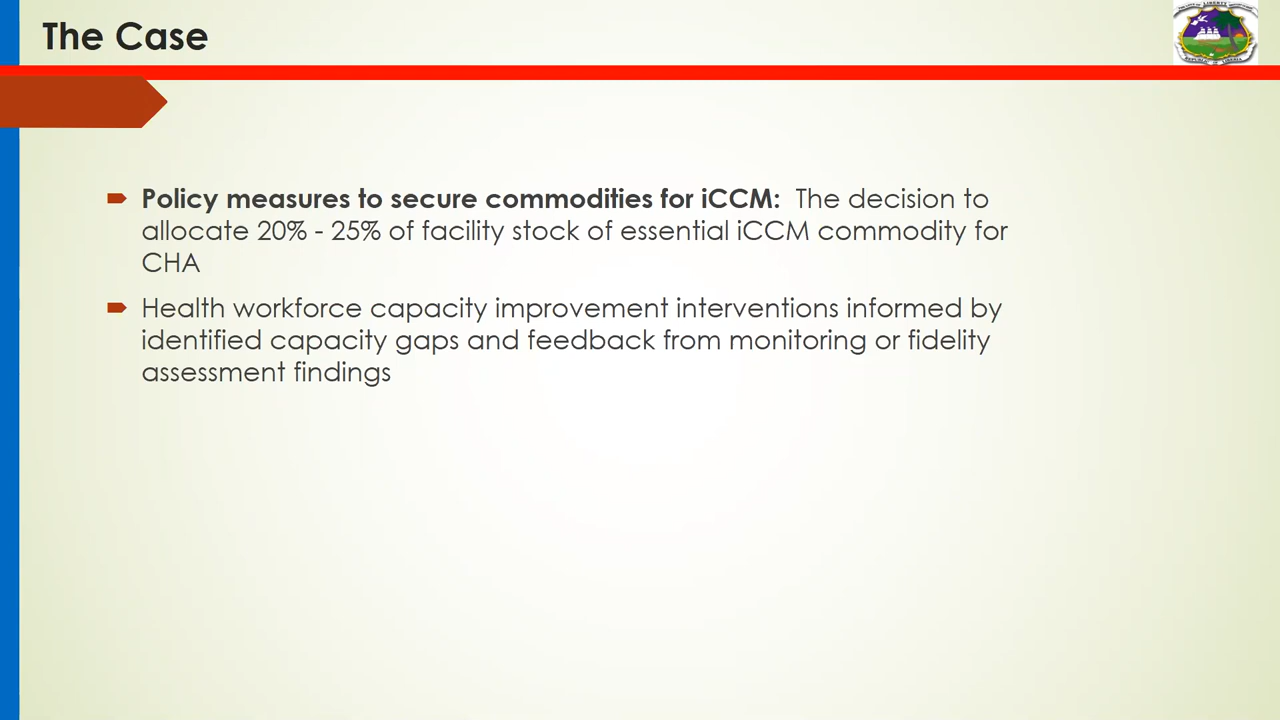 The Case
Policy measures to secure commodities for iCCM: The decision to
allocate 20% - 25% of facility stock of essential iCCM commodity for
CHA
Health workforce capacity improvement interventions informed by
identified capacity gaps and feedback from monitoring or fidelity
assessment findings